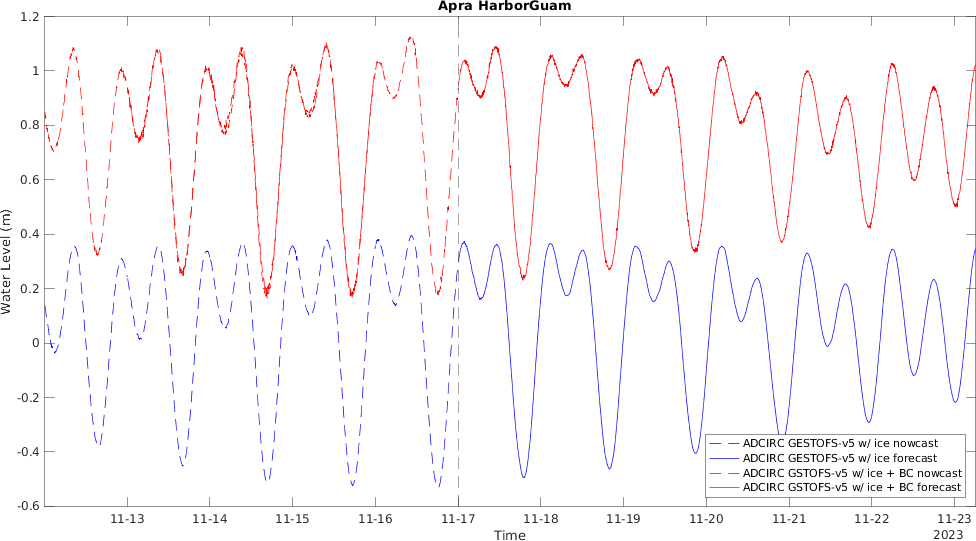 Apra HarborGuam
1.2
1
0.8
0.6
0.4
0.2
0
-0.2
-0.4
-0.6
Water Level (m)
ADCIRC GESTOFS-v5 w/ ice nowcast
ADCIRC GESTOFS-v5 w/ ice forecast
ADCIRC GSTOFS-v5 w/ ice + BC nowcast
ADCIRC GSTOFS-v5 w/ ice + BC forecast
11-13 11-14 11-15 11-16 11-17 11-18 11-19 11-20 11-21 11-22 11-23
Time 2023